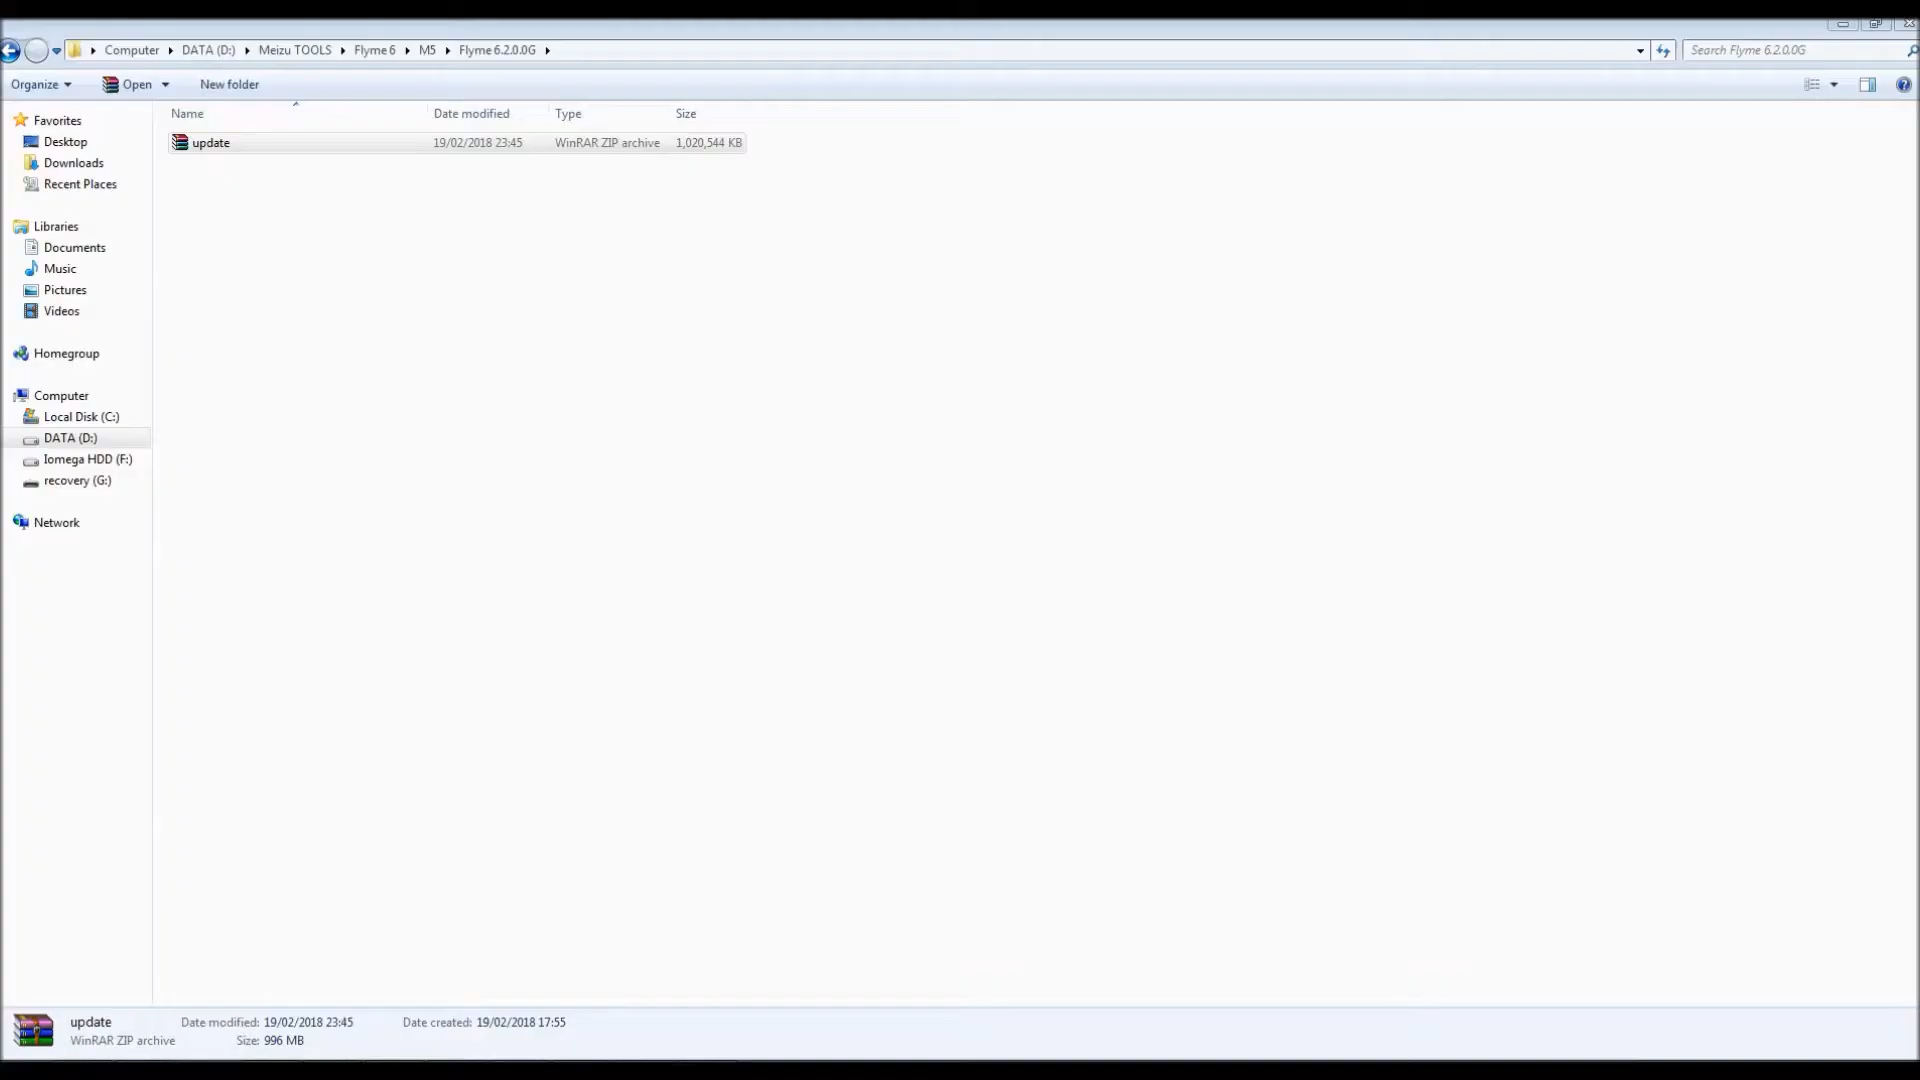 Computer DATA (D:) Meizu TOOLS Flyme 6 M5 Flyme 6.2.0.0G Search Flyme 6.2.0.0G
Organize Open New folder
Name Date modified Type Size
update 19/02/2018 23:45 WinRAR ZIP archive 1,020,544 KB
Favorites
Desktop
Downloads
Recent Places
Libraries
Documents
Music
Pictures
Videos
Homegroup
Computer
Local Disk (C:)
DATA (D:)
Iomega HDD (F:)
recovery (G:)
Network
update Date modified: 19/02/2018 23:45 Date created: 19/02/2018 17:55
WinRAR ZIP archive Size: 996 MB